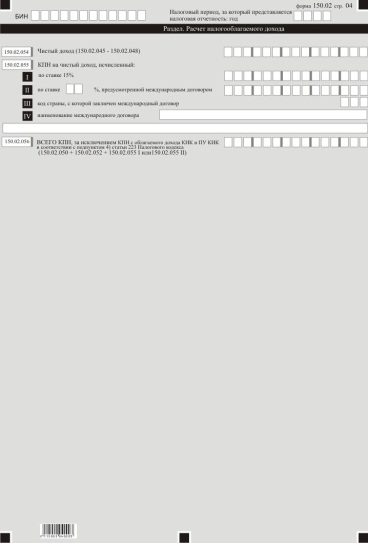 форма 150.02 стр. 04
БИН
Налоговый период, за который представляется
налоговая отчетность: год
Раздел. Расчет налогооблагаемого дохода
150.02.054 Чистый доход (150.02.045 - 150.02.048)
150.02.055 КПН на чистый доход, исчисленный:
I по ставке 15%
II по ставке %, предусмотренной международным договором
III код страны, с которой заключен международный договор
IV наименование международного договора
150.02.056 ВСЕГО КПН, за исключением КПН с облагаемого дохода КИК и ПУ КИК
в соответствии с подпунктом 4) статьи 223 Налогового кодекса
(150.02.050 + 150.02.052 + 150.02.055 I или150.02.055 II)